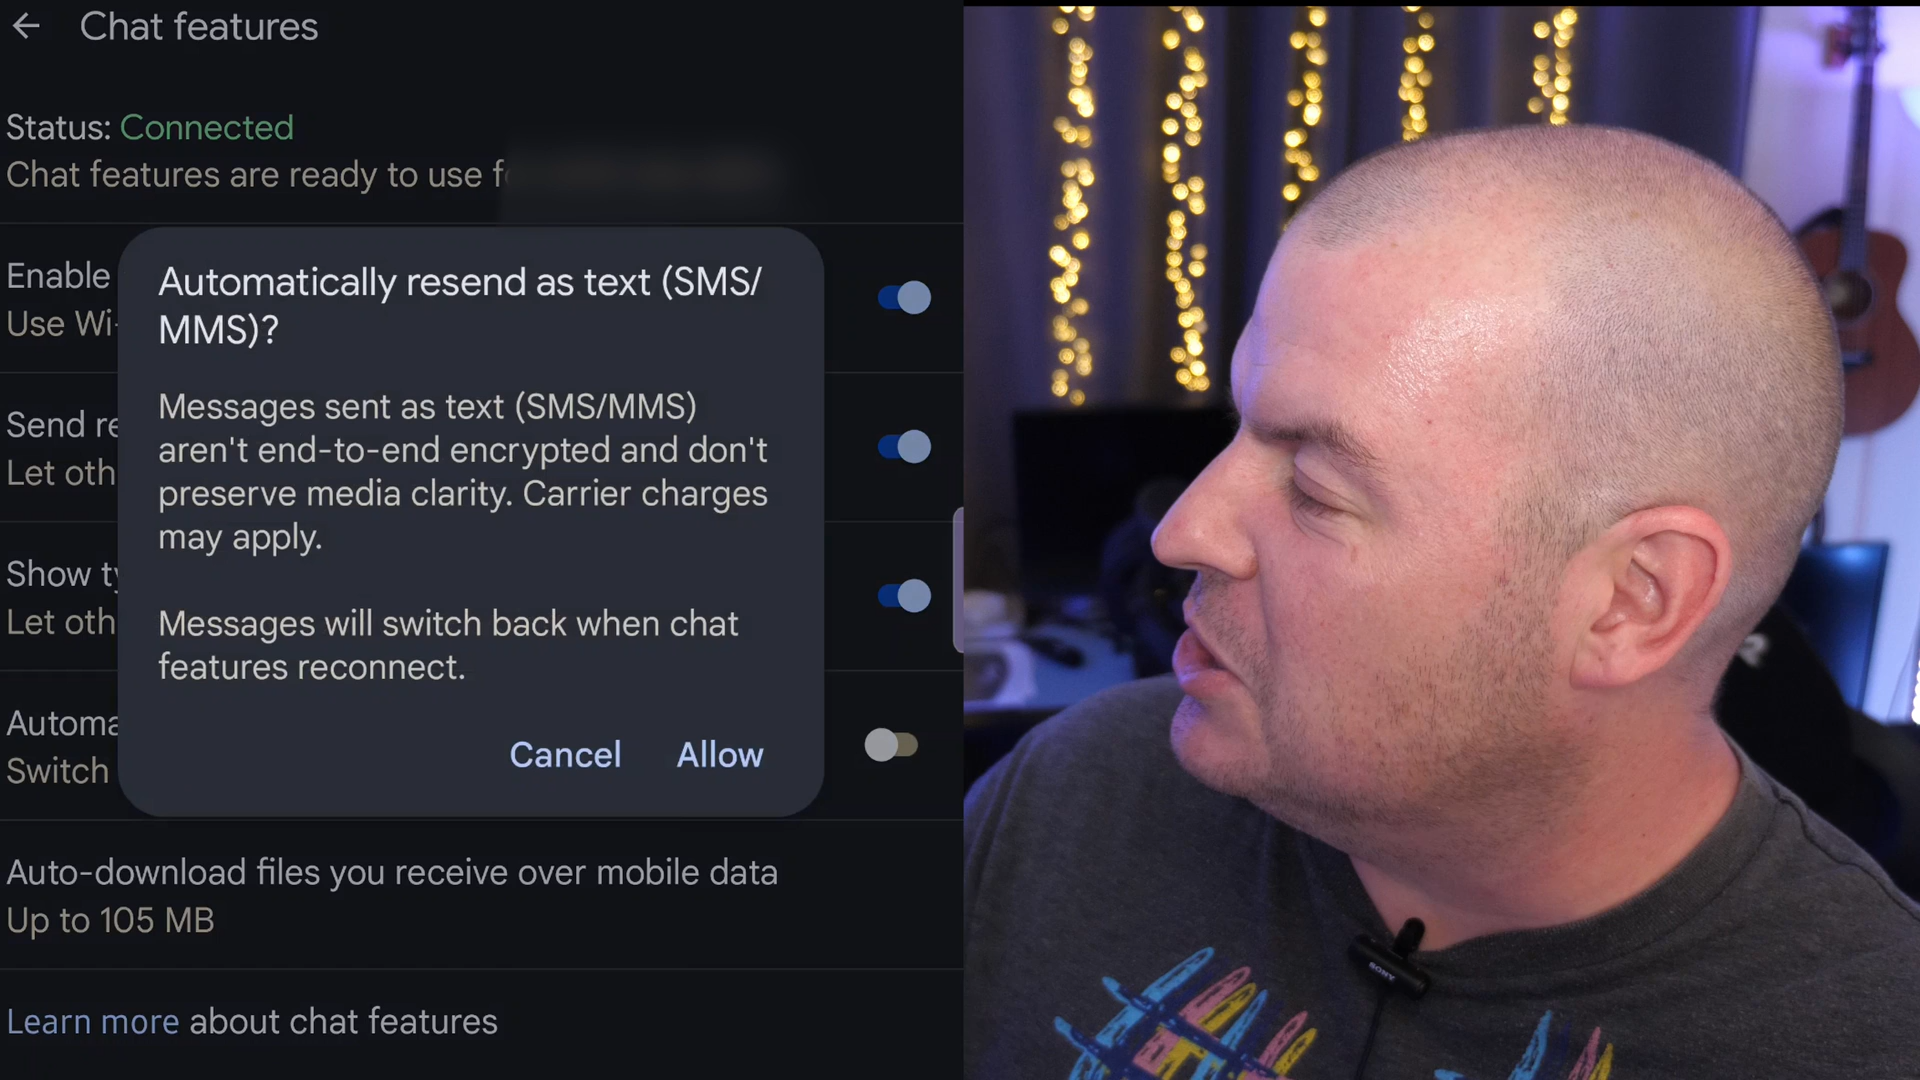 Chat features
Status: Connected
Chat features are ready to use
Enable
Use Wi-
Automatically resend as text (SMS/
MMS)?
Messages sent as text (SMS/MMS)
aren't end-to-end encrypted and don't
preserve media clarity. Carrier charges
may apply.
Messages will switch back when chat
features reconnect.
Cancel Allow
Send re
Let oth
Show ty
Let oth
Automa
Switch
Auto-download files you receive over mobile data
Up to 105 MB
Learn more about chat features
SONY